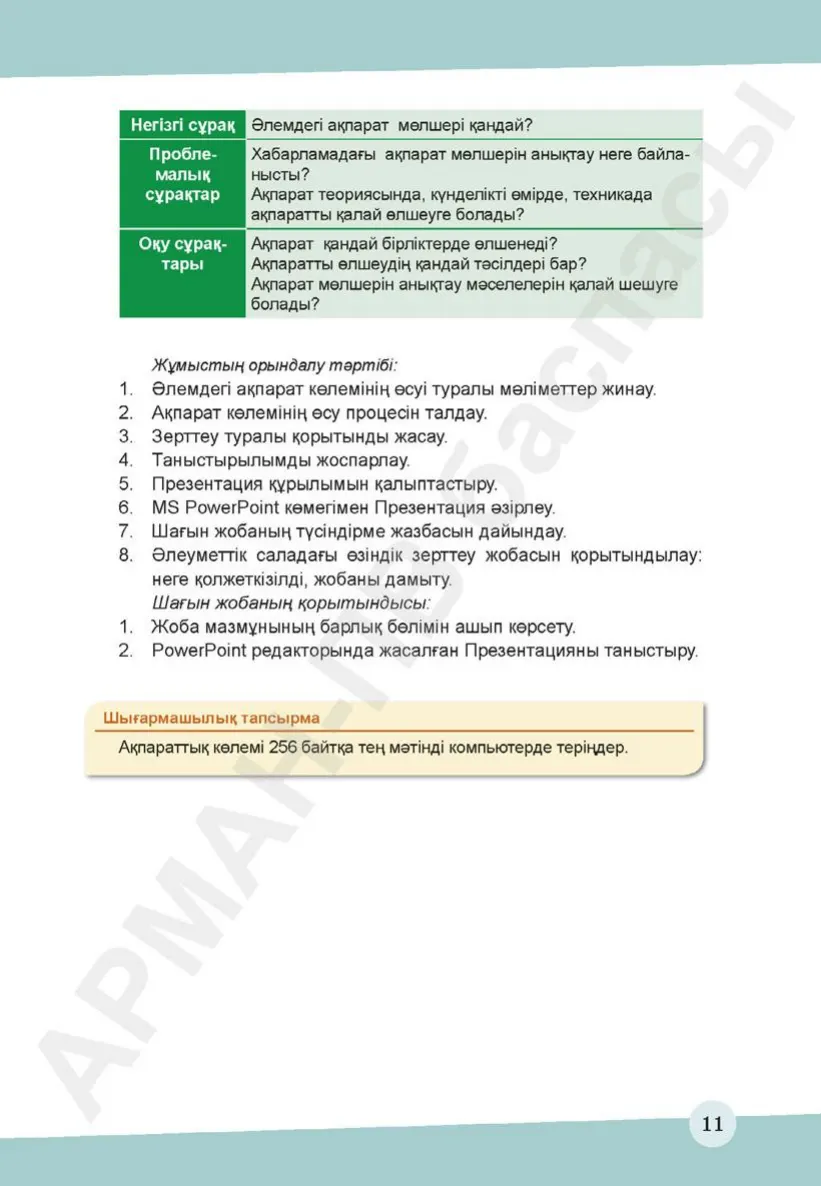 Негізгі сұрақ Әлемдегі ақпарат мөлшері қандай?
Пробле-
малық
сұрақтар
Хабарламадағы ақпарат мөлшерін анықтау неге байла-
нысты?
Ақпарат теориясында, күнделікті өмірде, техникада
ақпаратты қалай өлшеуге болады?
Оқу сұрақ-
тары
Ақпарат қандай бірліктерде өлшенеді?
Ақпаратты өлшеудің қандай тәсілдері бар?
Ақпарат мөлшерін анықтау мәселелерін қалай шешуге
болады?
Жұмыстың орындалу тәртібі:
1. Әлемдегі ақпарат көлемінің өсуі туралы мәліметтер жинау.
2. Ақпарат көлемінің өсу процесін талдау.
3. Зерттеу туралы қорытынды жасау.
4. Таныстырылымды жоспарлау.
5. Презентация құрылымын қалыптастыру.
6. MS PowerPoint көмегімен Презентация әзірлеу.
7. Шағын жобаның түсіндірме жазбасын дайындау.
8. Әлеуметтік саладағы өзіндік зерттеу жобасын қорытындылау:
неге қолжеткізілді, жобаны дамыту.
Шағын жобаның қорытындысы:
1. Жоба мазмұнының барлық бөлімін ашып көрсету.
2. PowerPoint редакторында жасалған Презентацияны таныстыру.
Шығармашылық тапсырма
Ақпараттық көлемі 256 байтқа тең мәтінді компьютерде теріңдер.
АРМАН-ПВ баспасы
11